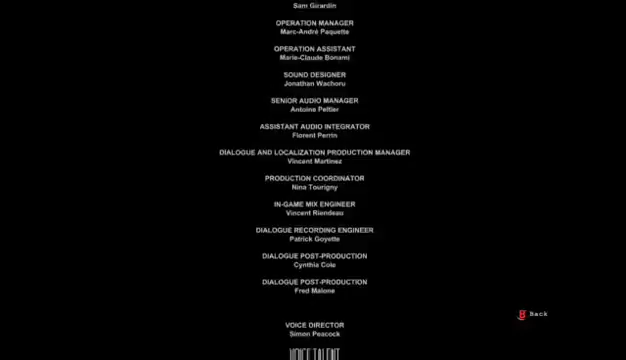 Sam Girardin
OPERATION MANAGER
Marc-André Paquette
OPERATION ASSISTANT
Marie-Claude Bonami
SOUND DESIGNER
Jonathan Wachoru
SENIOR AUDIO MANAGER
Antoine Peltier
ASSISTANT AUDIO INTEGRATOR
Florent Perrin
DIALOGUE AND LOCALIZATION PRODUCTION MANAGER
Vincent Martinez
PRODUCTION COORDINATOR
Nina Tourigny
IN-GAME MIX ENGINEER
Vincent Riendeau
DIALOGUE RECORDING ENGINEER
Patrick Goyette
DIALOGUE POST-PRODUCTION
Cynthia Cole
DIALOGUE POST-PRODUCTION
Fred Malone
Back
VOICE DIRECTOR
Simon Peacock
VOICE TALENT